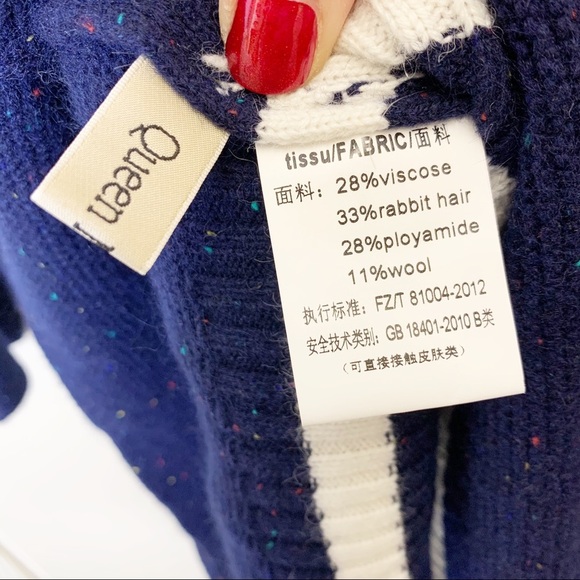 Queen
tissu/FABRIC/面料
面料：28%viscose
33%rabbit hair
28%ployamide
11%wool
执行标准：FZ/T 81004-2012
安全技术类别：GB 18401-2010 B类
（可直接接触皮肤类）